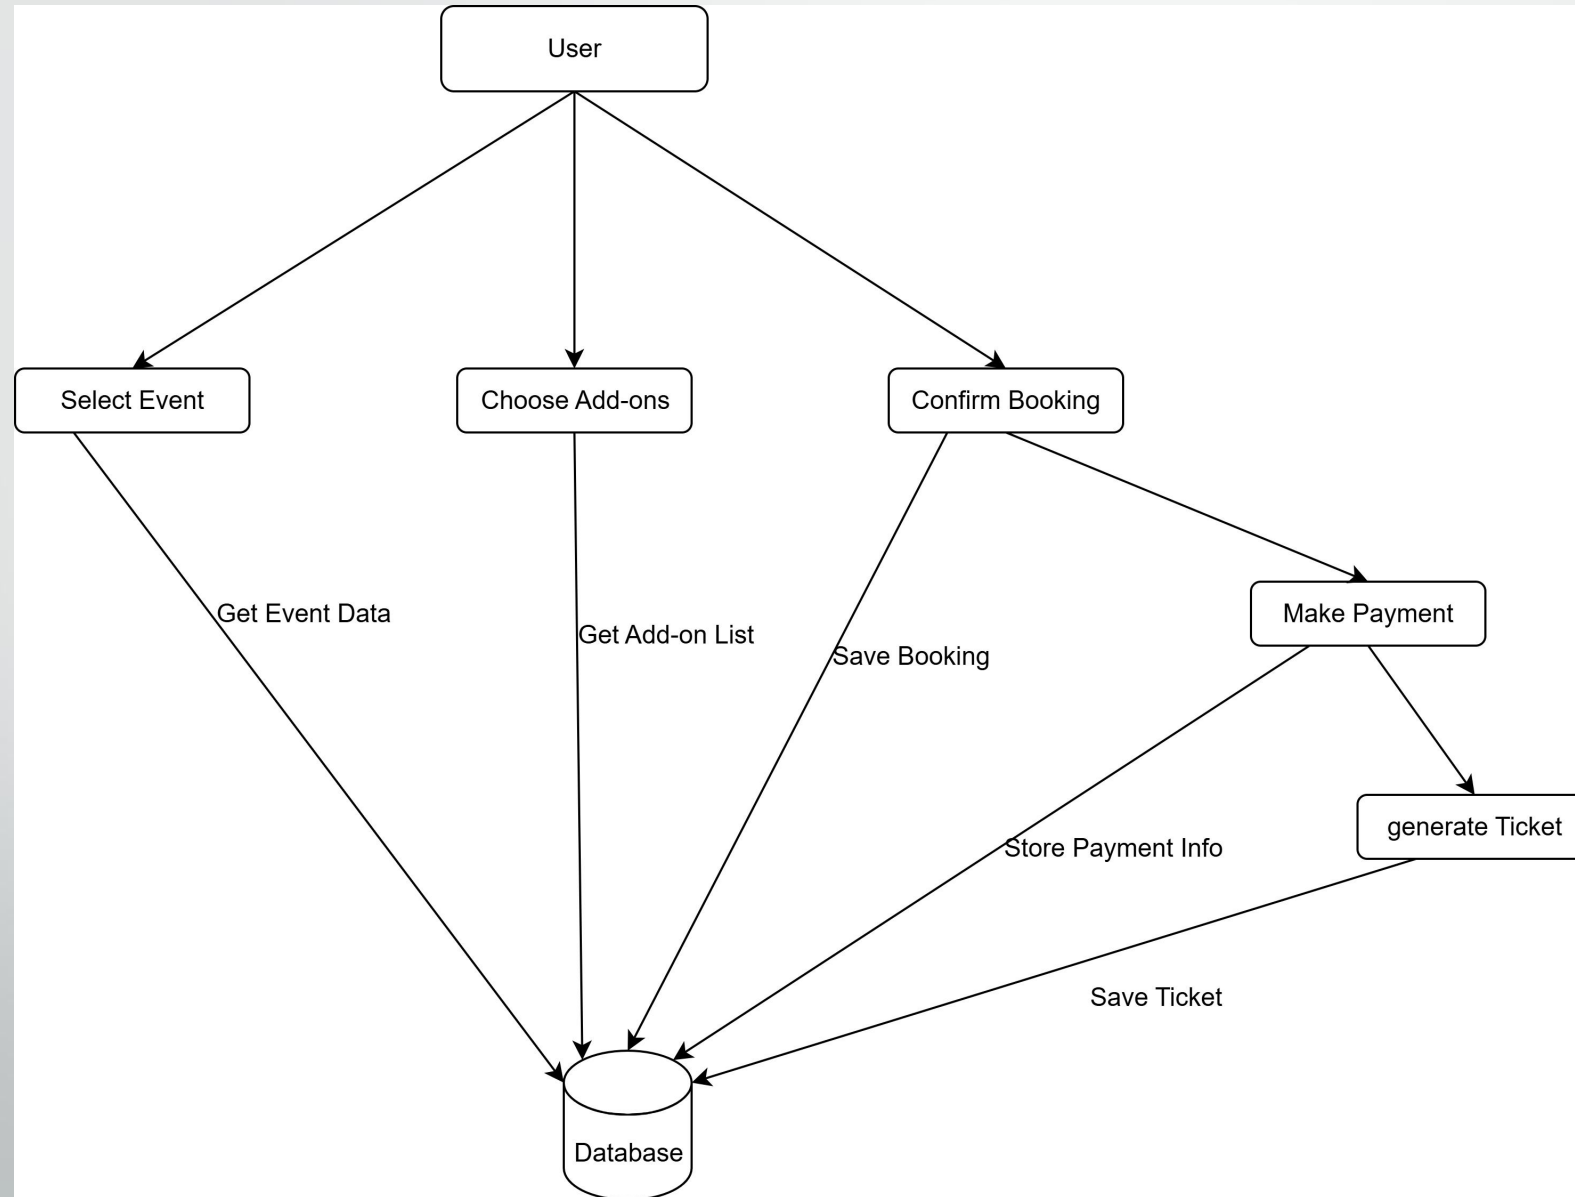 User
Select Event
Choose Add-ons
Confirm Booking
Make Payment
Get Event Data
Get Add-on List
Save Booking
generate Ticket
Store Payment Info
Save Ticket
Database